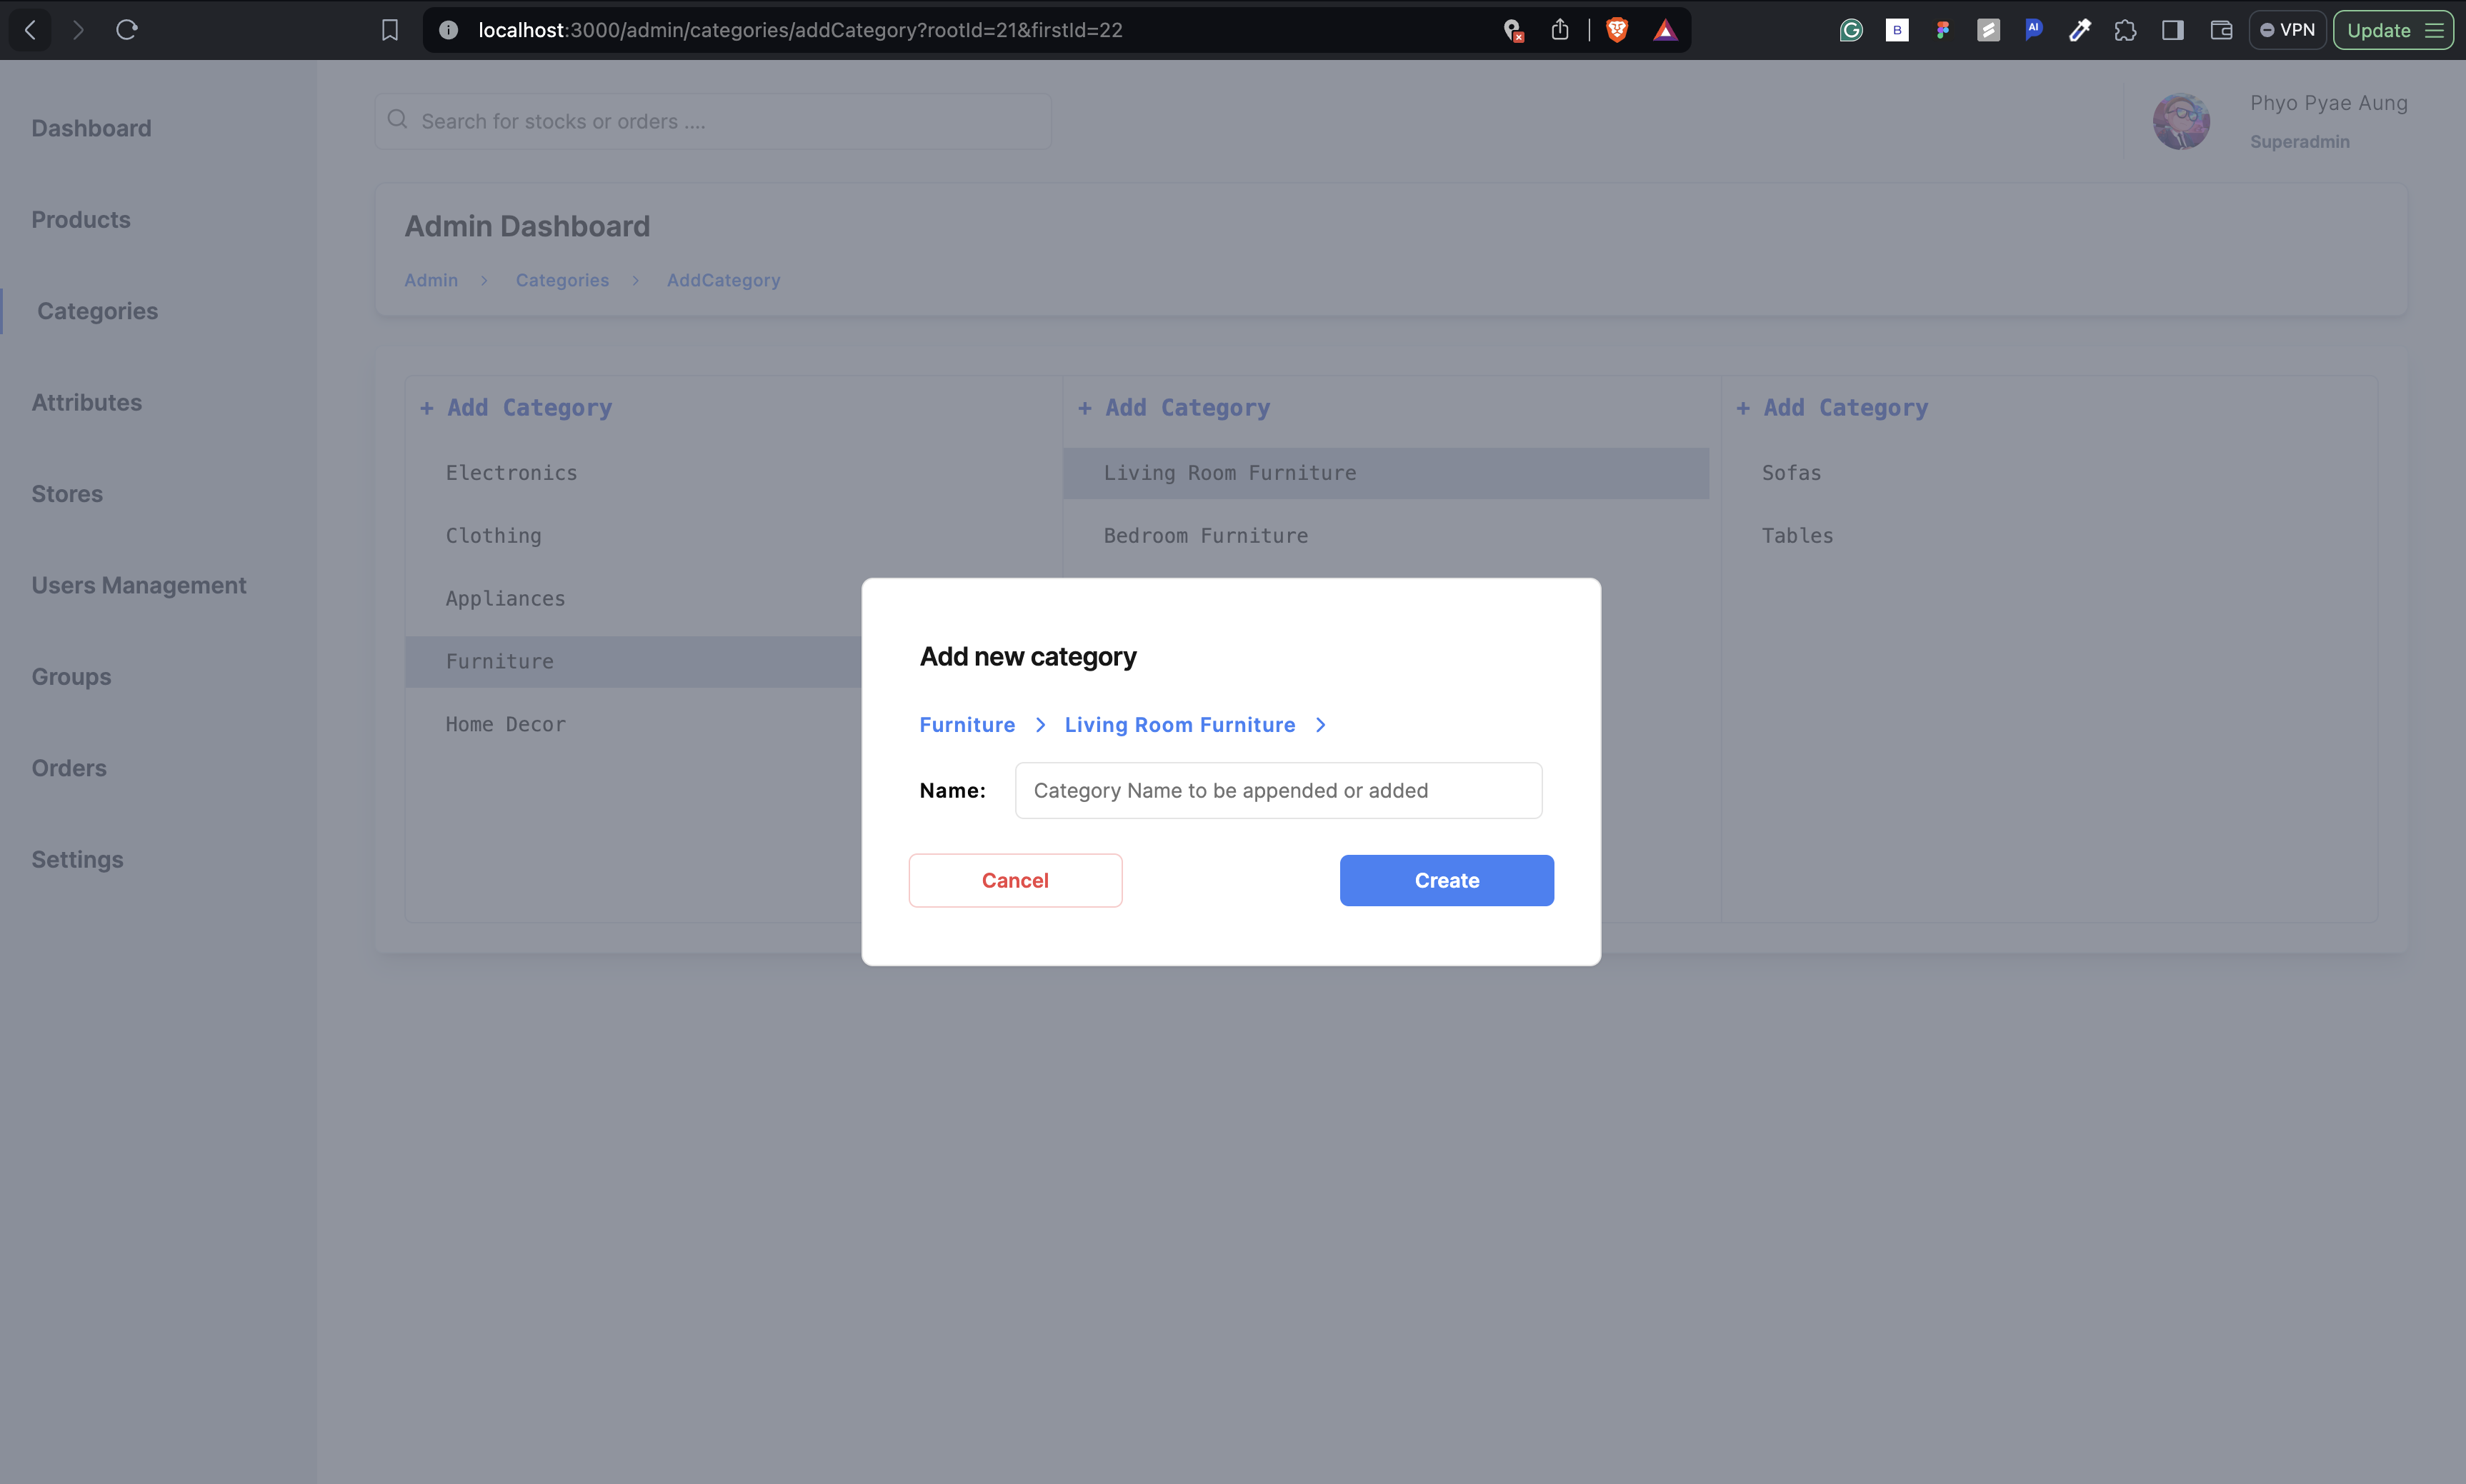 localhost:3000/admin/categories/addCategory?rootId=21&firstId=22
B
AI
VPN
Update
Dashboard
Products
Categories
Attributes
Stores
Users Management
Groups
Orders
Settings
Search for stocks or orders ....
Phyo Pyae Aung
Superadmin
Admin Dashboard
Admin > Categories > AddCategory
+ Add Category
Electronics
Clothing
Appliances
Furniture
Home Decor
+ Add Category
Living Room Furniture
Bedroom Furniture
+ Add Category
Sofas
Tables
Add new category
Furniture > Living Room Furniture >
Name: Category Name to be appended or added
Cancel
Create